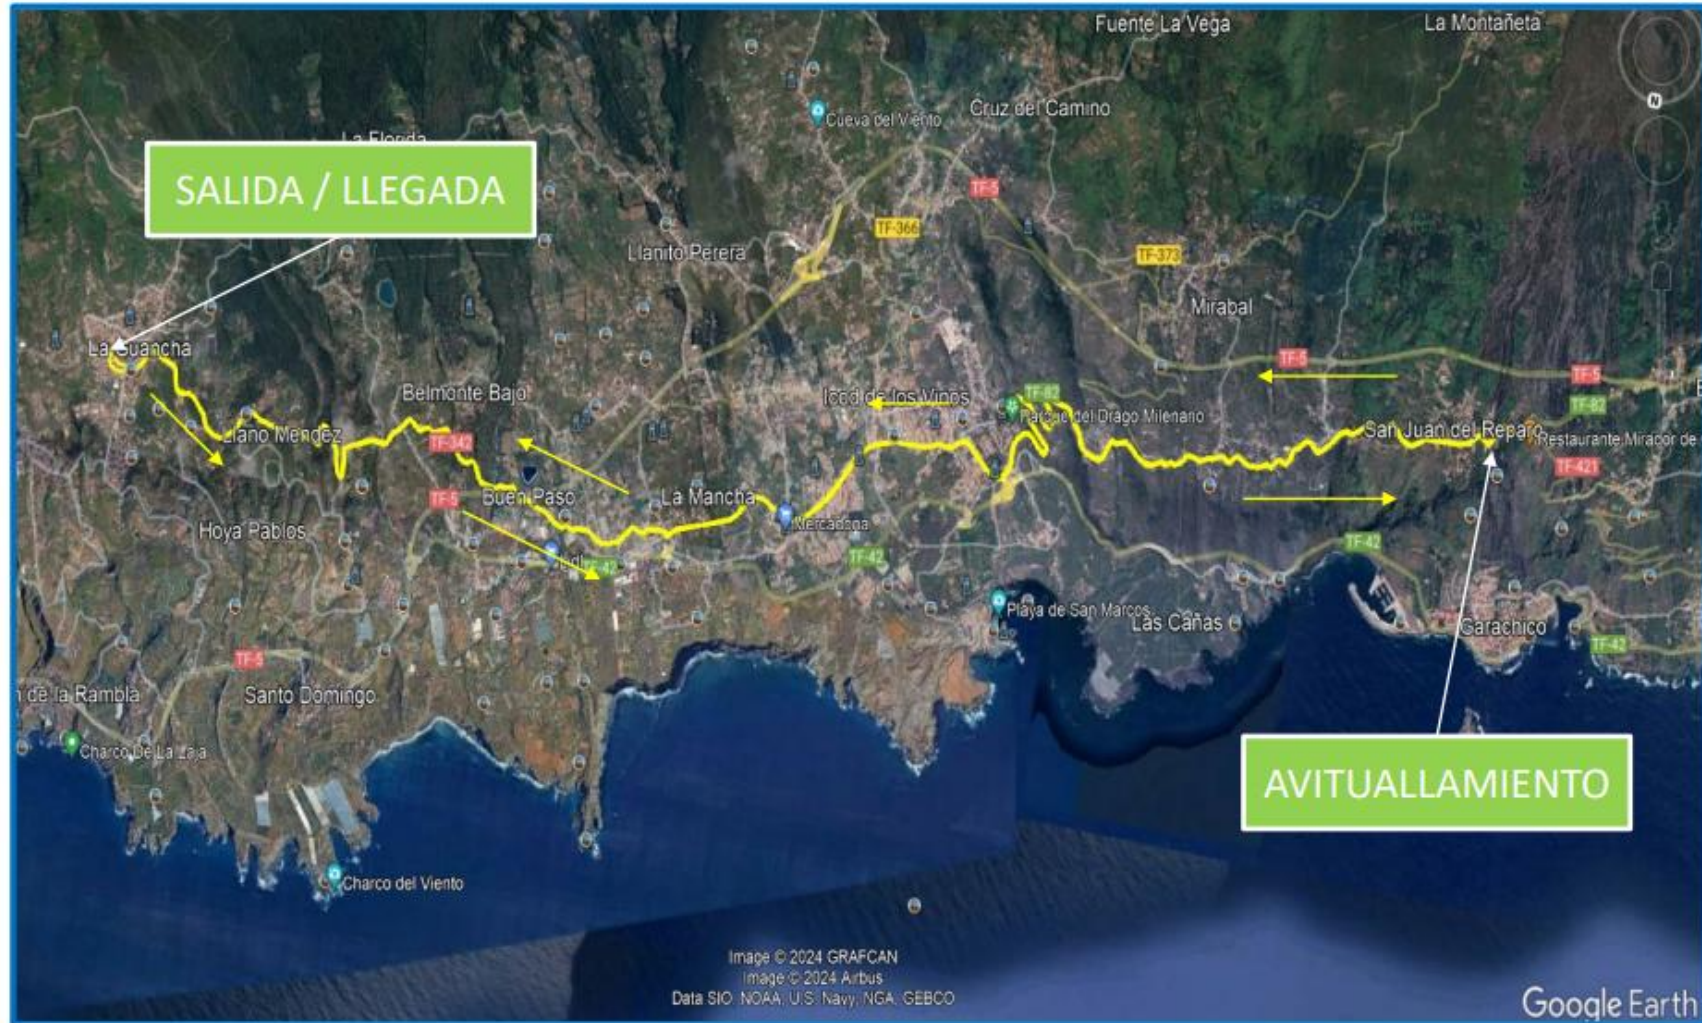 Fuente La Vega
La Montañeta
Cueva del Viento
Cruz del Camino
La Florida
SALIDA / LLEGADA
N
TF-5
TF-366
Llanito Perera
TF-373
Mirabal
La Guancha
TF-5
TF-5
Belmonte Bajo
Icod de los Vinos
TF-82
TF-82
Parque del Drago Milenario
Llano Mendez
TF-342
San Juan del Reparo
Restaurante Mirador de
TF-421
TF-5
Buen Paso
La Mancha
Hoya Pablos
Mercadona
Lidl
TF-42
TF-42
TF-42
Playa de San Marcos
Las Cañas
Garachico
TF-42
TF-5
n de la Rambla
Santo Domingo
Charco De La Laja
AVITUALLAMIENTO
Charco del Viento
Image © 2024 GRAFCAN
Image © 2024 Airbus
Data SIO, NOAA, U.S. Navy, NGA, GEBCO
Google Earth